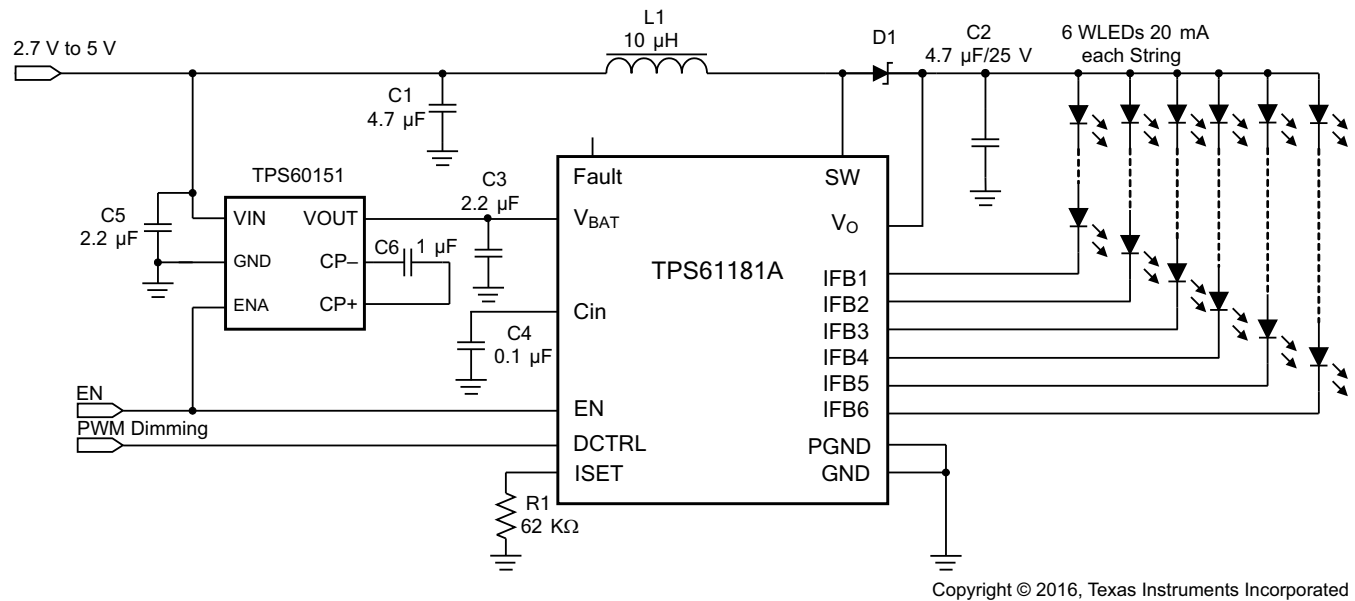 2.7 V to 5 V
L1
10 µH
D1
C2
4.7 µF/25 V
6 WLEDs 20 mA
each String
C1
4.7 µF
TPS60151
VIN
VOUT
GND
CP–
ENA
CP+
C5
2.2 µF
C6
1 µF
C3
2.2 µF
C4
0.1 µF
Fault
SW
VBAT
VO
TPS61181A
Cin
IFB1
IFB2
IFB3
IFB4
IFB5
IFB6
EN
EN
PWM Dimming
DCTRL
PGND
ISET
GND
R1
62 KΩ
Copyright © 2016, Texas Instruments Incorporated